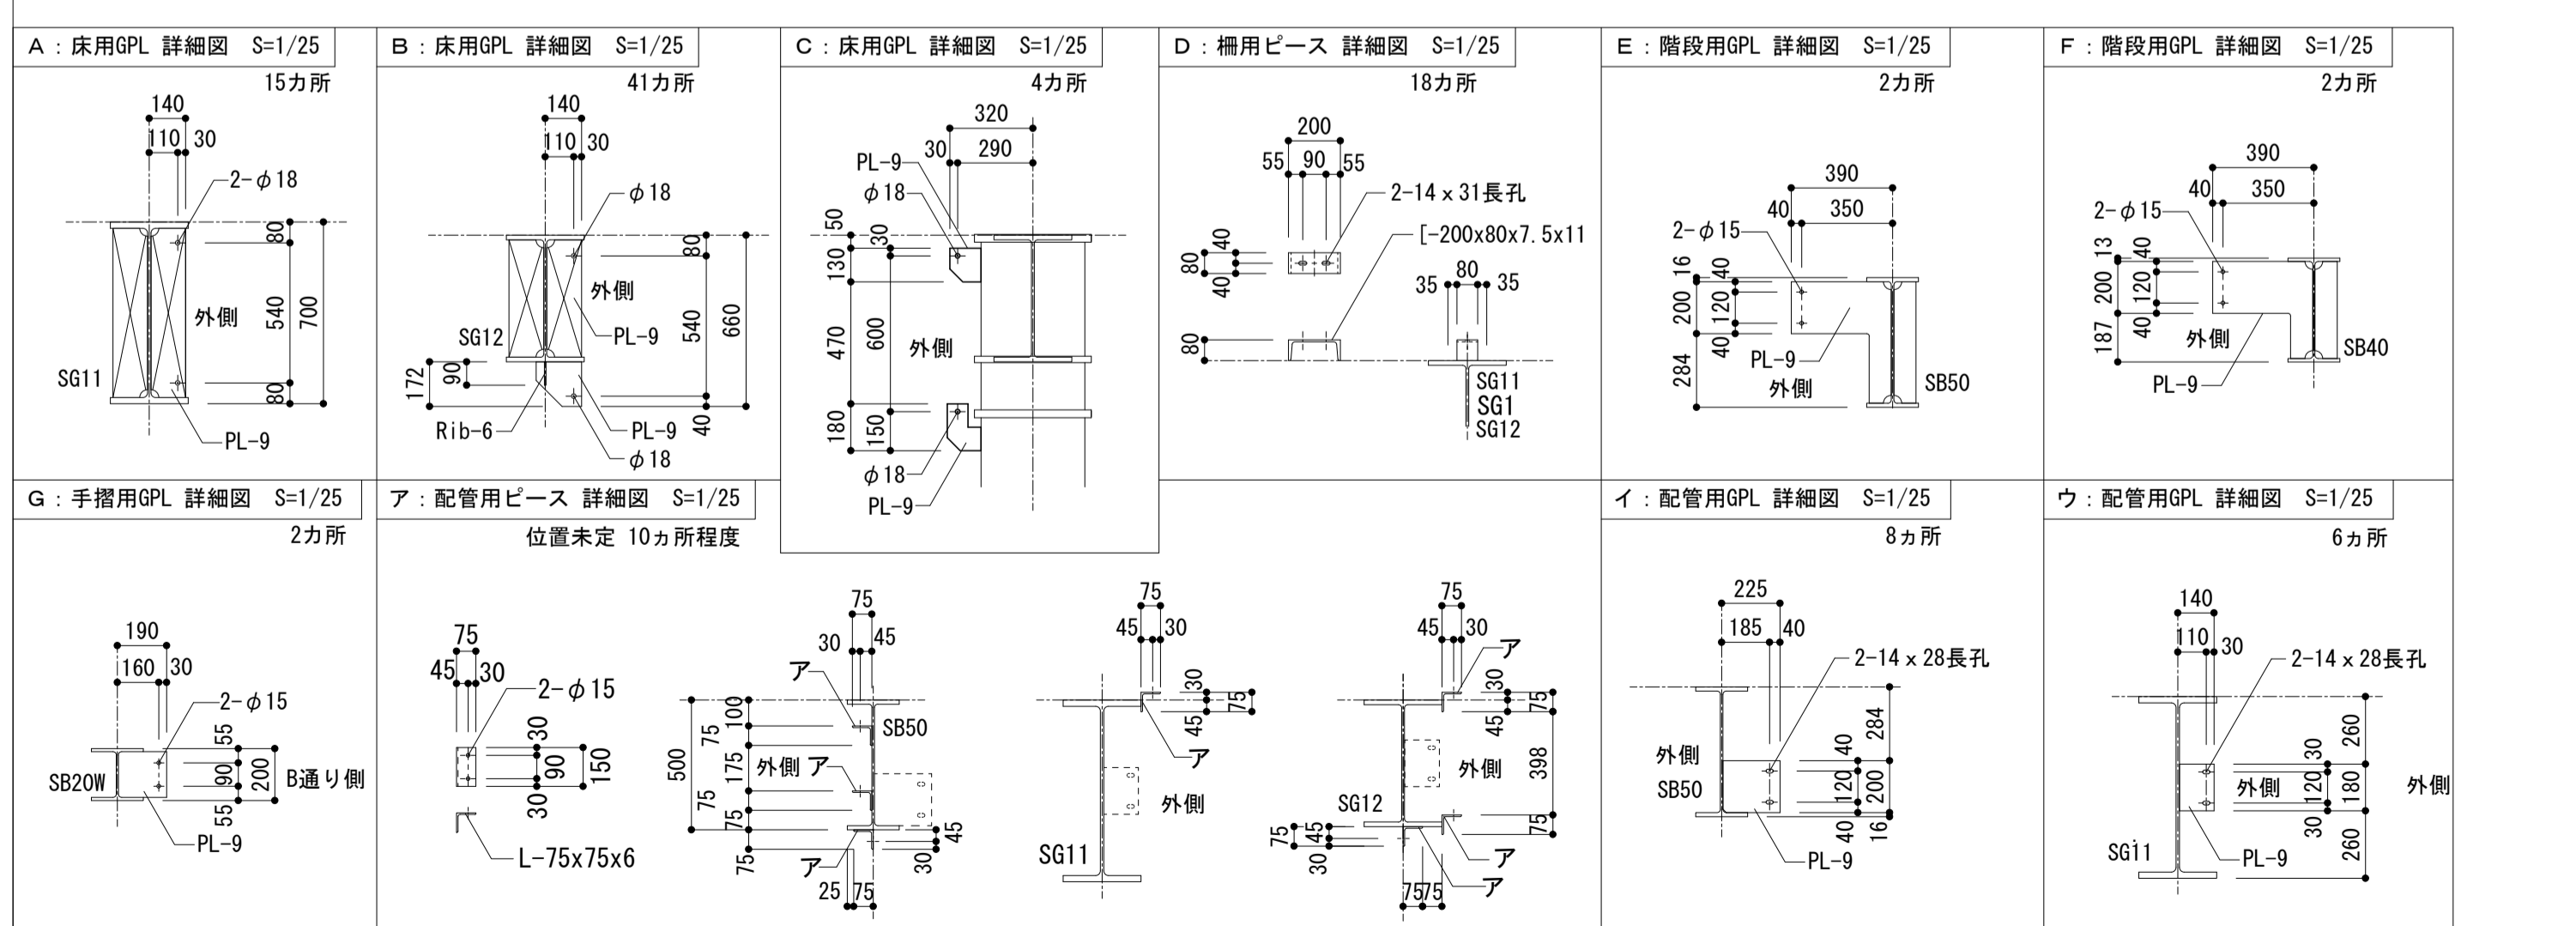 A：床用GPL 詳細図 S=1/25
15カ所
140
110 30
2-φ18
80
540
700
80
外側
SG11
PL-9
B：床用GPL 詳細図 S=1/25
41カ所
140
110 30
φ18
80
外側
540
660
PL-9
SG12
172
90
Rib-6
PL-9
40
φ18
C：床用GPL 詳細図 S=1/25
4カ所
320
30 290
PL-9
φ18
50
30
130
470
600
外側
180
150
φ18
PL-9
D：柵用ピース 詳細図 S=1/25
18カ所
200
55 90 55
2-14×31長孔
[-200x80x7.5x11
80
40
40
80
35 80 35
SG11
SG1
SG12
E：階段用GPL 詳細図 S=1/25
2カ所
390
40 350
2-φ15
16
40
200
120
40
284
PL-9
外側
SB50
F：階段用GPL 詳細図 S=1/25
2カ所
390
40 350
2-φ15
13
40
200
120
40
187
外側
SB40
PL-9
G：手摺用GPL 詳細図 S=1/25
2カ所
190
160 30
2-φ15
55
90
200
55
SB20W
B通り側
PL-9
ア：配管用ピース 詳細図 S=1/25
位置未定 10ヵ所程度
75
45 30
2-φ15
30
90
150
30
L-75x75x6
75
30 45
ア
SB50
100
75
500
175
外側 ア
75
75
75
ア
45
30
25 75
75
45 30
30
75
45
ア
外側
SG11
75
45 30
ア
30
75
45
外側
398
SG12
75
45
30
75
ア
ア
75 75
イ：配管用GPL 詳細図 S=1/25
8ヵ所
225
185 40
2-14×28長孔
284
外側
40
SB50
120
200
40
16
PL-9
ウ：配管用GPL 詳細図 S=1/25
6ヵ所
140
110 30
2-14×28長孔
260
30
外側
120
180
外側
30
260
SG11
PL-9